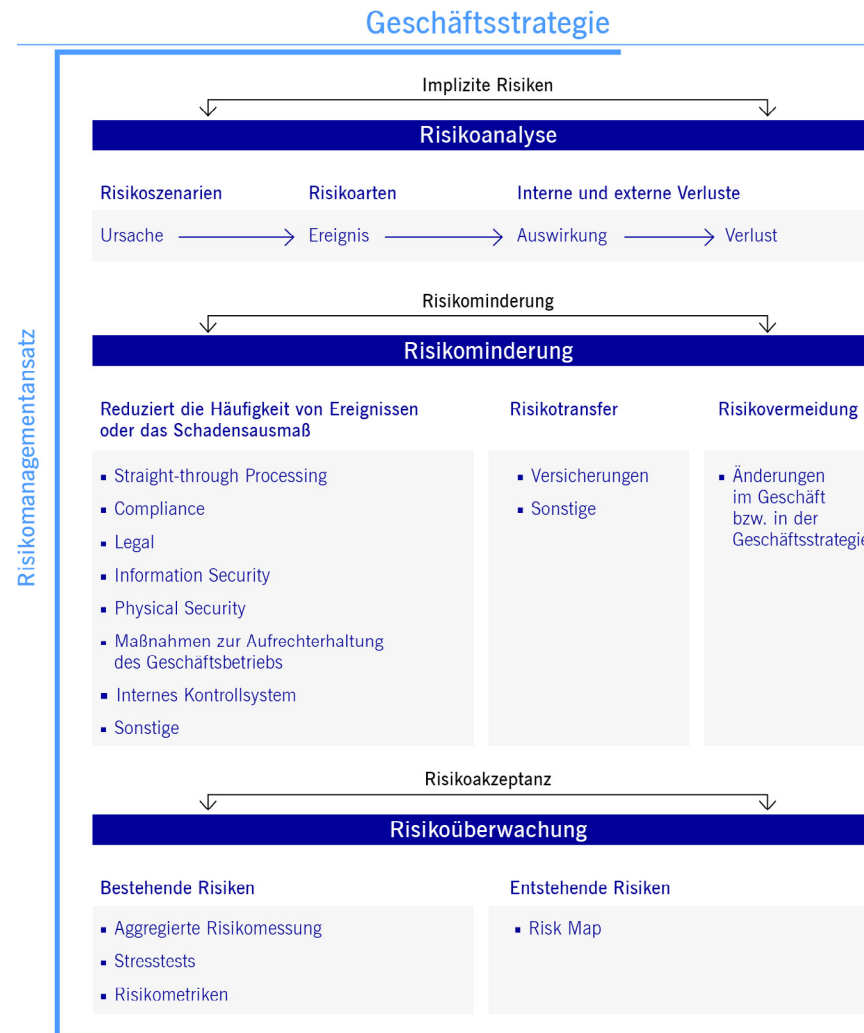 Geschäftsstrategie
Risikomanagementansatz
Implizite Risiken
Risikoanalyse
Risikoszenarien Risikoarten Interne und externe Verluste
Ursache Ereignis Auswirkung Verlust
Risikominderung
Risikominderung
Reduziert die Häufigkeit von Ereignissen
oder das Schadensausmaß
▪ Straight-through Processing
▪ Compliance
▪ Legal
▪ Information Security
▪ Physical Security
▪ Maßnahmen zur Aufrechterhaltung
des Geschäftsbetriebs
▪ Internes Kontrollsystem
▪ Sonstige
Risikotransfer
▪ Versicherungen
▪ Sonstige
Risikovermeidung
▪ Änderungen
im Geschäft
bzw. in der
Geschäftsstrategie
Risikoakzeptanz
Risikoüberwachung
Bestehende Risiken
▪ Aggregierte Risikomessung
▪ Stresstests
▪ Risikometriken
Entstehende Risiken
▪ Risk Map